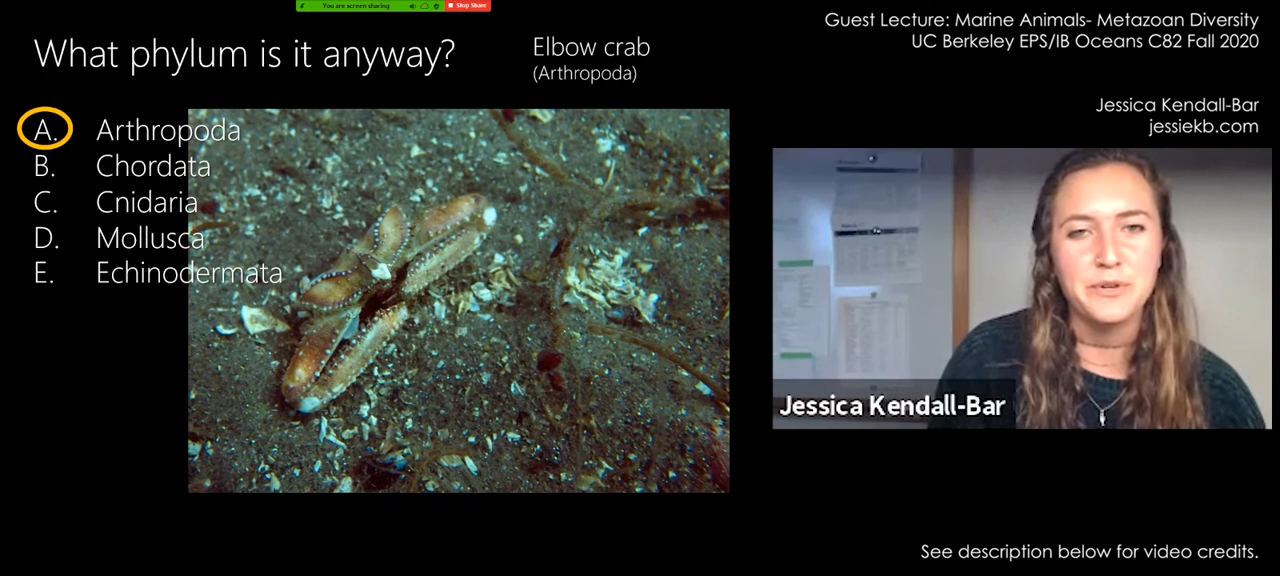 You are screen sharing
Stop Share
Guest Lecture: Marine Animals- Metazoan Diversity
UC Berkeley EPS/IB Oceans C82 Fall 2020
What phylum is it anyway?
Elbow crab
(Arthropoda)
Jessica Kendall-Bar
jessiekb.com
A. Arthropoda
B. Chordata
C. Cnidaria
D. Mollusca
E. Echinodermata
Jessica Kendall-Bar
See description below for video credits.